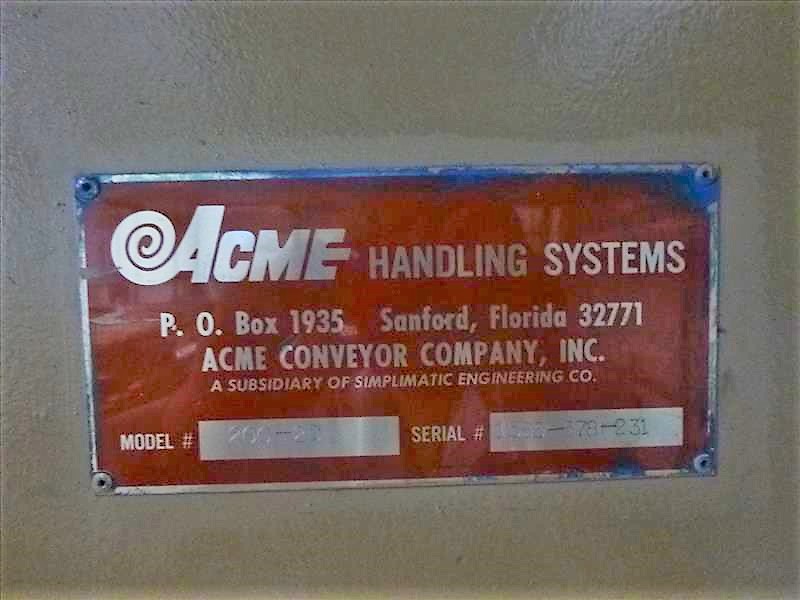 ACME HANDLING SYSTEMS
P. O. Box 1935 Sanford, Florida 32771
ACME CONVEYOR COMPANY, INC.
A SUBSIDIARY OF SIMPLIMATIC ENGINEERING CO.
MODEL # SERIAL #